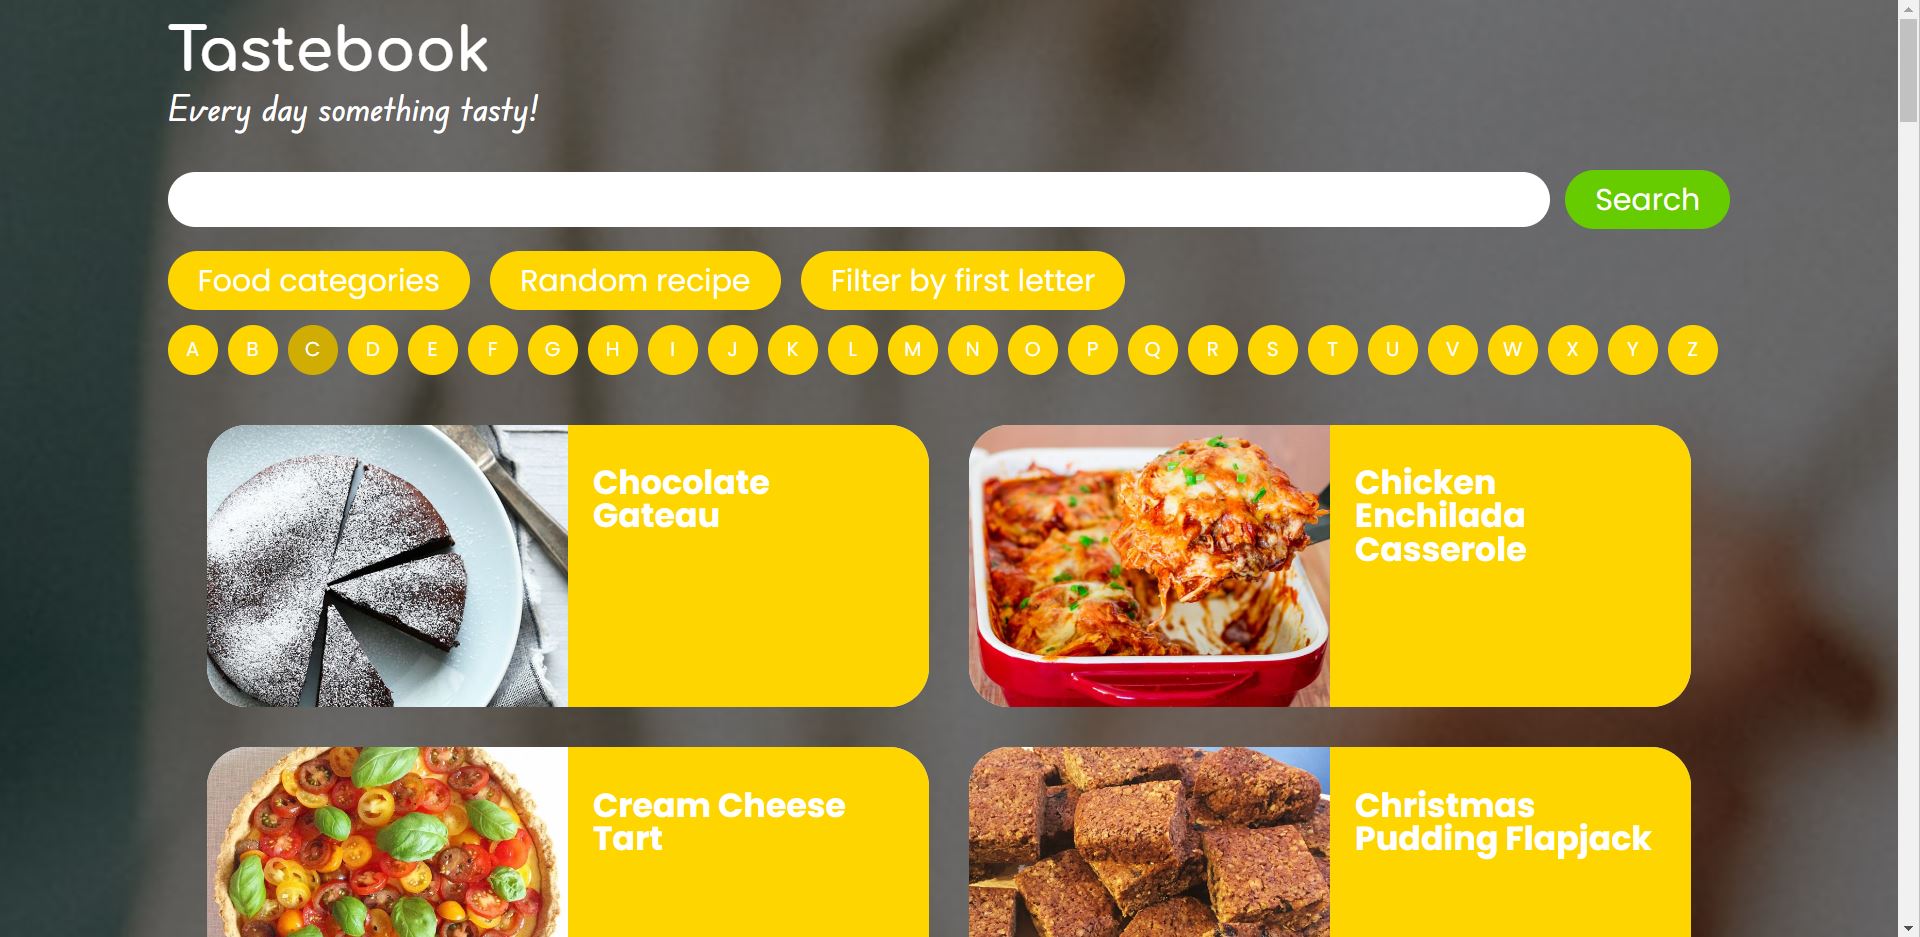 Tastebook
Every day something tasty!
Search
Food categories Random recipe Filter by first letter
A B C D E F G H I J K L M N O P Q R S T U V W X Y Z
Chocolate
Gateau
Chicken
Enchilada
Casserole
Cream Cheese
Tart
Christmas
Pudding Flapjack